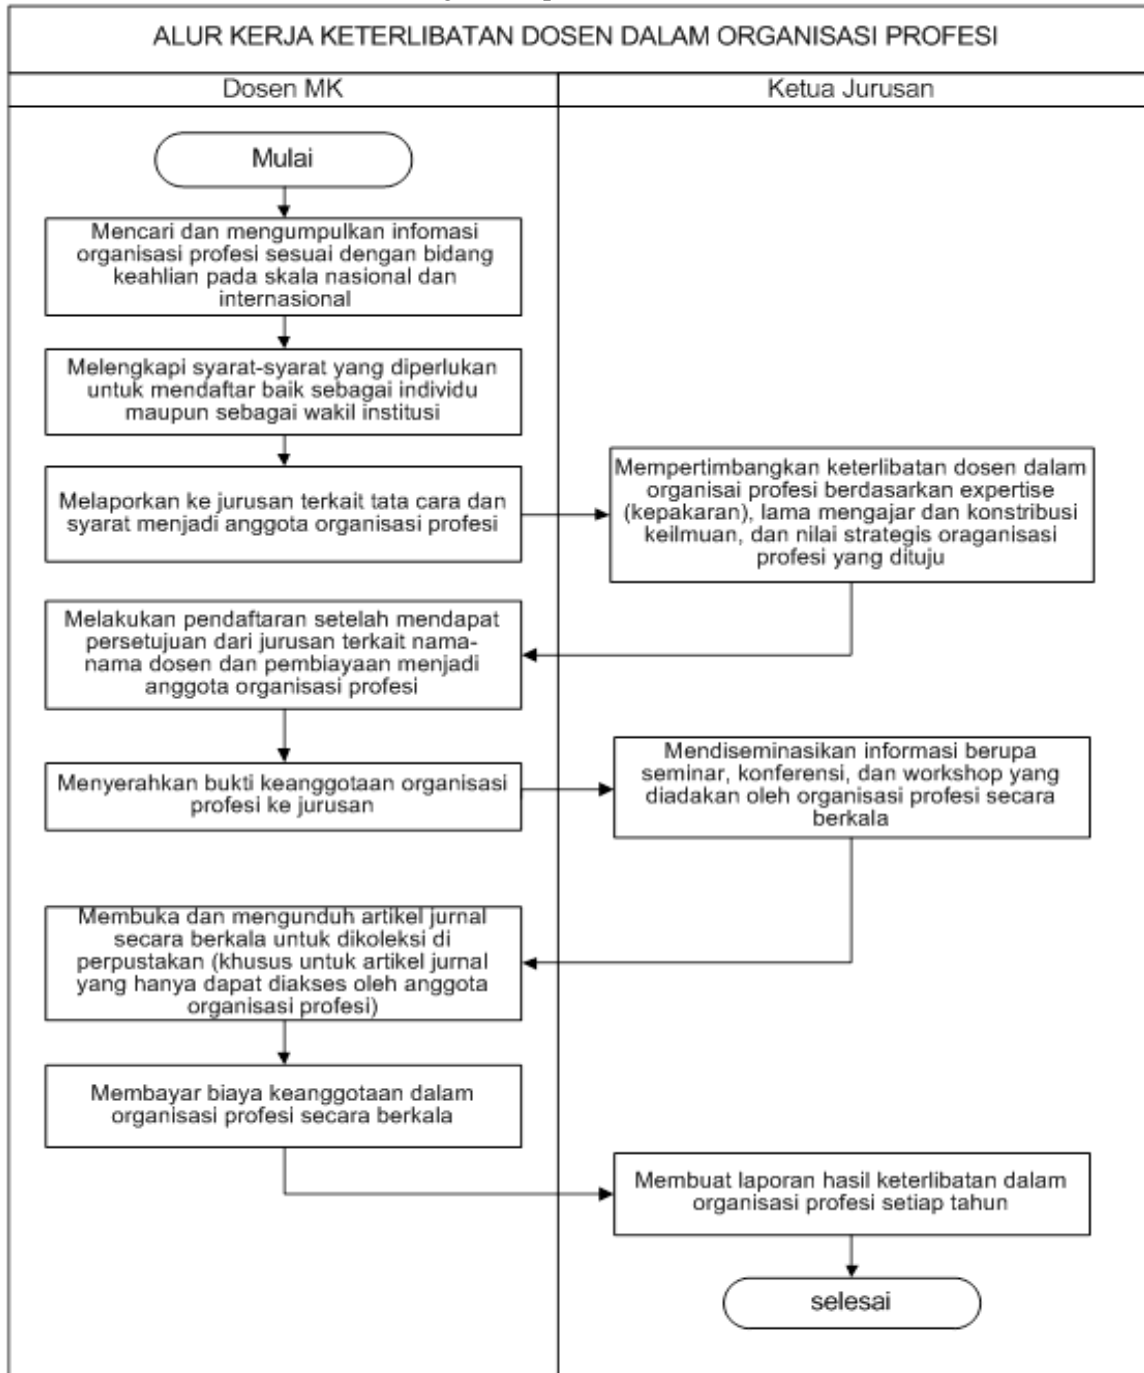 ALUR KERJA KETERLIBATAN DOSEN DALAM ORGANISASI PROFESI
Dosen MK
Ketua Jurusan
Mulai
Mencari dan mengumpulkan infomasi
organisasi profesi sesuai dengan bidang
keahlian pada skala nasional dan
internasional
Melengkapi syarat-syarat yang diperlukan
untuk mendaftar baik sebagai individu
maupun sebagai wakil institusi
Melaporkan ke jurusan terkait tata cara dan
syarat menjadi anggota organisasi profesi
Mempertimbangkan keterlibatan dosen dalam
organisai profesi berdasarkan expertise
(kepakaran), lama mengajar dan konstribusi
keilmuan, dan nilai strategis oraganisasi
profesi yang dituju
Melakukan pendaftaran setelah mendapat
persetujuan dari jurusan terkait nama-
nama dosen dan pembiayaan menjadi
anggota organisasi profesi
Menyerahkan bukti keanggotaan organisasi
profesi ke jurusan
Mendiseminasikan informasi berupa
seminar, konferensi, dan workshop yang
diadakan oleh organisasi profesi secara
berkala
Membuka dan mengunduh artikel jurnal
secara berkala untuk dikoleksi di
perpustakan (khusus untuk artikel jurnal
yang hanya dapat diakses oleh anggota
organisasi profesi)
Membayar biaya keanggotaan dalam
organisasi profesi secara berkala
Membuat laporan hasil keterlibatan dalam
organisasi profesi setiap tahun
selesai